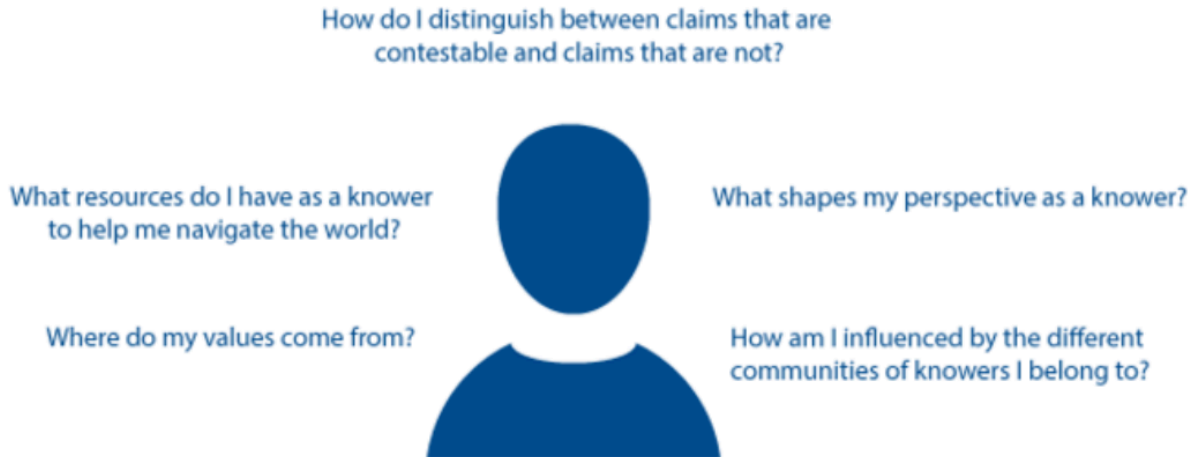 How do I distinguish between claims that are
contestable and claims that are not?
What resources do I have as a knower
to help me navigate the world?
What shapes my perspective as a knower?
Where do my values come from?
How am I influenced by the different
communities of knowers I belong to?